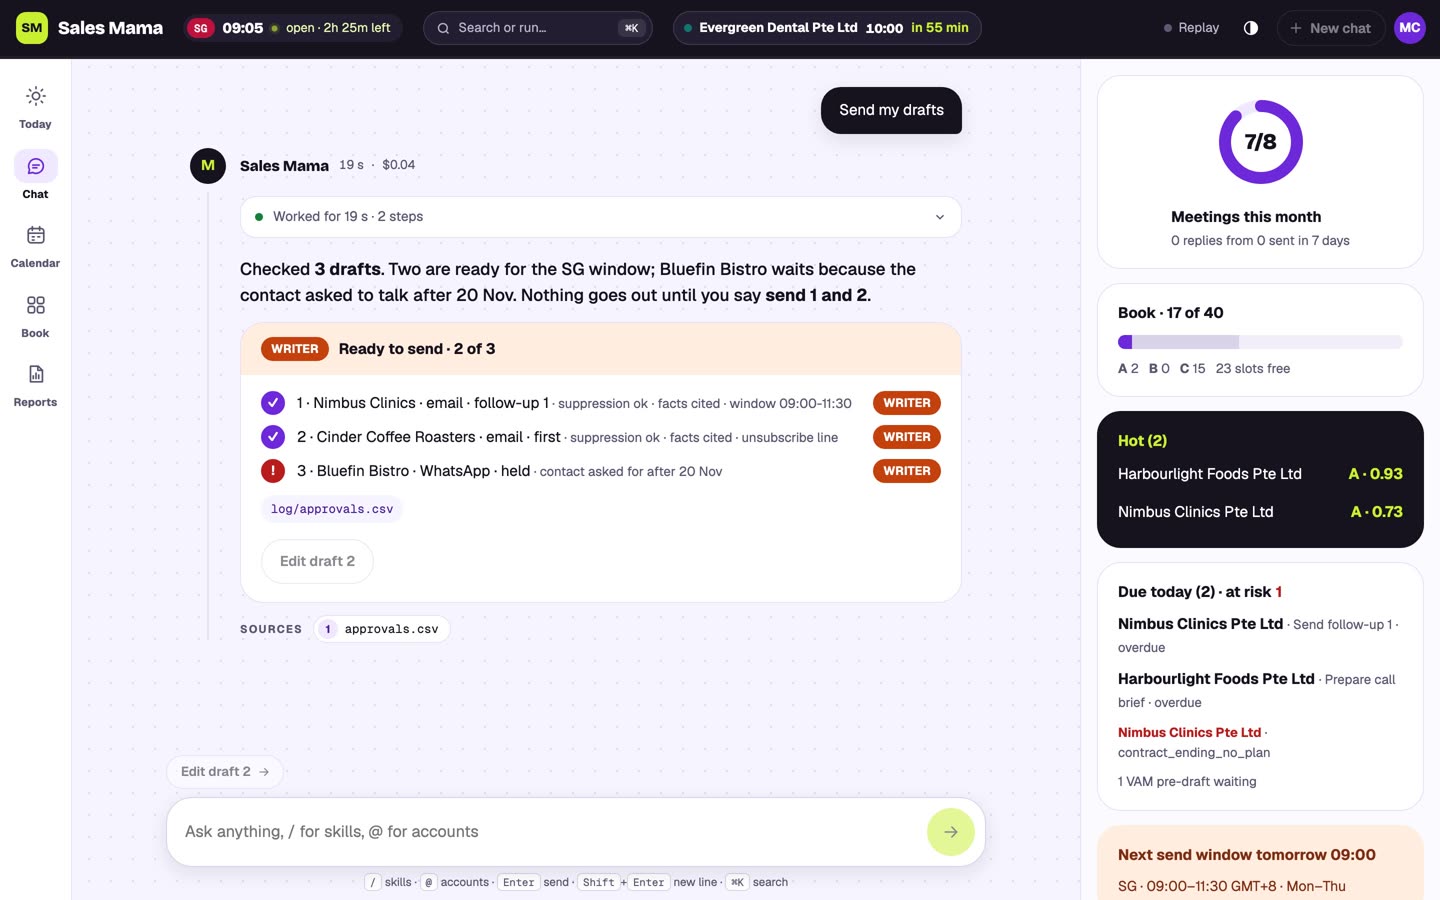 SM Sales Mama SG 09:05 open · 2h 25m left Search or run... ⌘K Evergreen Dental Pte Ltd 10:00 in 55 min Replay + New chat MC
Today
Chat
Calendar
Book
Reports
Send my drafts
M Sales Mama 19 s · $0.04
Worked for 19 s · 2 steps
Checked 3 drafts. Two are ready for the SG window; Bluefin Bistro waits because the
contact asked to talk after 20 Nov. Nothing goes out until you say send 1 and 2.
WRITER Ready to send · 2 of 3
1 · Nimbus Clinics · email · follow-up 1 · suppression ok · facts cited · window 09:00-11:30 WRITER
2 · Cinder Coffee Roasters · email · first · suppression ok · facts cited · unsubscribe line WRITER
! 3 · Bluefin Bistro · WhatsApp · held · contact asked for after 20 Nov WRITER
log/approvals.csv
Edit draft 2
SOURCES 1 approvals.csv
Edit draft 2 →
Ask anything, / for skills, @ for accounts
/ skills · @ accounts · Enter send · Shift + Enter new line · ⌘K search
7/8
Meetings this month
0 replies from 0 sent in 7 days
Book · 17 of 40
A 2 B 0 C 15 23 slots free
Hot (2)
Harbourlight Foods Pte Ltd A · 0.93
Nimbus Clinics Pte Ltd A · 0.73
Due today (2) · at risk 1
Nimbus Clinics Pte Ltd · Send follow-up 1 ·
overdue
Harbourlight Foods Pte Ltd · Prepare call
brief · overdue
Nimbus Clinics Pte Ltd ·
contract_ending_no_plan
1 VAM pre-draft waiting
Next send window tomorrow 09:00
SG · 09:00–11:30 GMT+8 · Mon–Thu